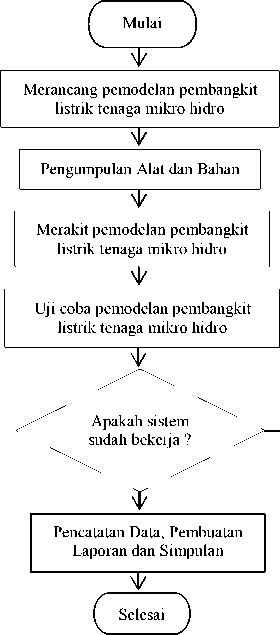 Mulai
Merancang pemodelan pembangkit
listrik tenaga mikro hidro
Pengumpulan Alat dan Bahan
Merakit pemodelan pembangkit
listrik tenaga mikro hidro
Uji coba pemodelan pembangkit
listrik tenaga mikro hidro
Apakah sistem
sudah bekerja ?
Pencatatan Data, Pembuatan
Laporan dan Simpulan
Selesai